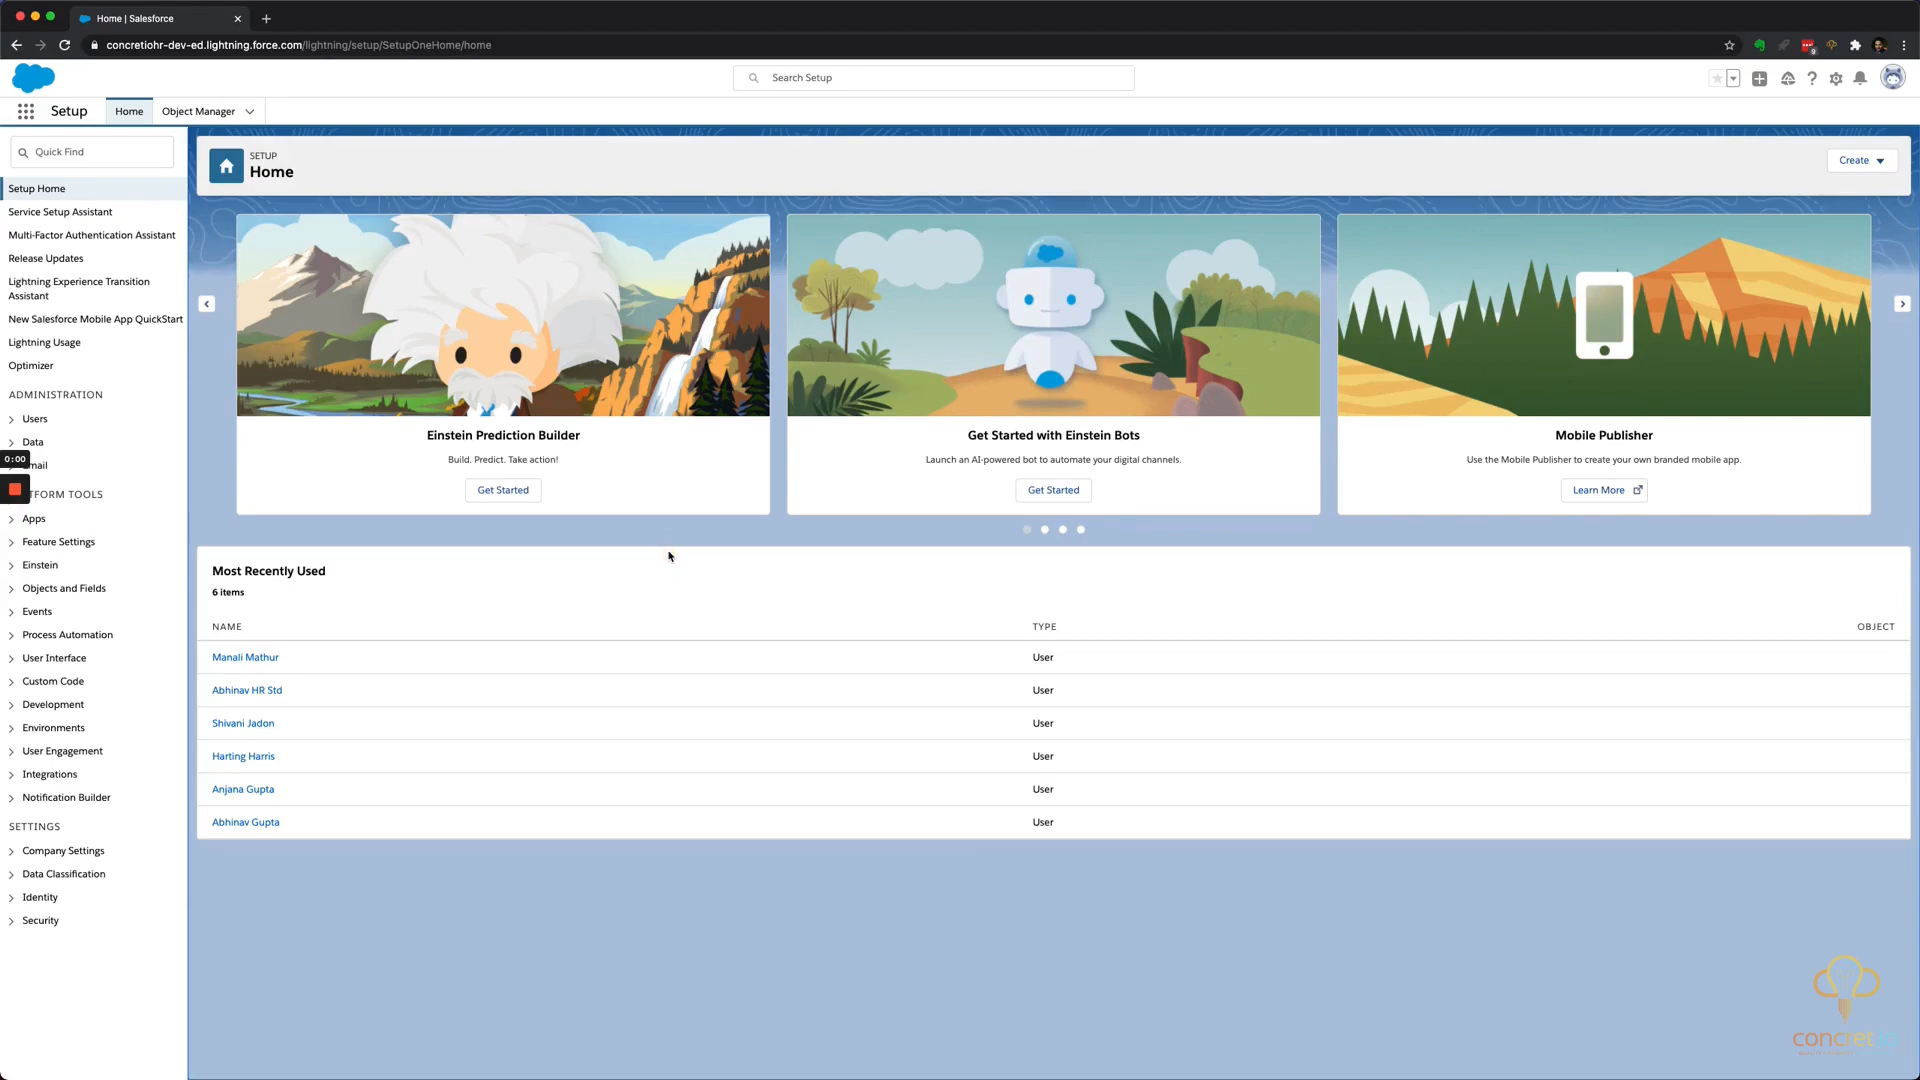 Home | Salesforce
concretiohr-dev-ed.lightning.force.com/lightning/setup/SetupOneHome/home
Search Setup
Setup
Home
Object Manager
Quick Find
Setup Home
Service Setup Assistant
Multi-Factor Authentication Assistant
Release Updates
Lightning Experience Transition
Assistant
New Salesforce Mobile App QuickStart
Lightning Usage
Optimizer
ADMINISTRATION
Users
Data
0:00
mail
TFORM TOOLS
Apps
Feature Settings
Einstein
Objects and Fields
Events
Process Automation
User Interface
Custom Code
Development
Environments
User Engagement
Integrations
Notification Builder
SETTINGS
Company Settings
Data Classification
Identity
Security
SETUP
Home
Create
Einstein Prediction Builder
Build. Predict. Take action!
Get Started
Get Started with Einstein Bots
Launch an AI-powered bot to automate your digital channels.
Get Started
Mobile Publisher
Use the Mobile Publisher to create your own branded mobile app.
Learn More
Most Recently Used
6 items
NAME TYPE OBJECT
Manali Mathur User
Abhinav HR Std User
Shivani Jadon User
Harting Harris User
Anjana Gupta User
Abhinav Gupta User